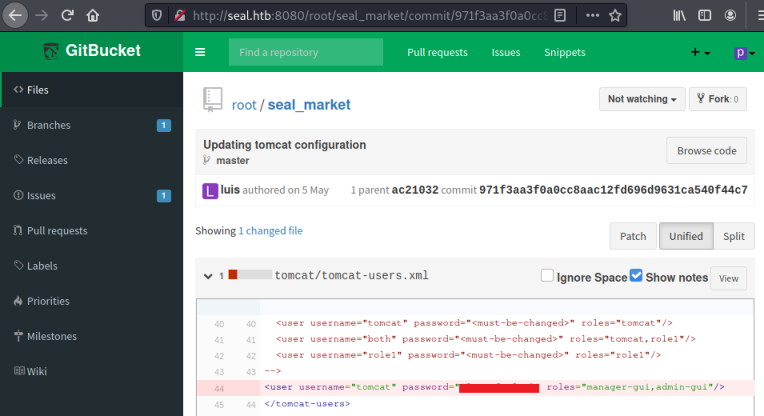 http://seal.htb:8080/root/seal_market/commit/971f3aa3f0a0cc8
GitBucket
Find a repository
Pull requests
Issues
Snippets
+
p
Files
Branches 1
Releases
Issues 1
Pull requests
Labels
Priorities
Milestones
Wiki
root / seal_market
Not watching
Fork: 0
Updating tomcat configuration
master
Browse code
L luis authored on 5 May
1 parent ac21032 commit 971f3aa3f0a0cc8aac12fd696d9631ca540f44c7
Showing 1 changed file
Patch
Unified
Split
1 tomcat/tomcat-users.xml
Ignore Space
Show notes
View
40 40 <user username="tomcat" password="<must-be-changed>" roles="tomcat"/>
41 41 <user username="both" password="<must-be-changed>" roles="tomcat,role1"/>
42 42 <user username="role1" password="<must-be-changed>" roles="role1"/>
43 43 -->
44 <user username="tomcat" password=" roles="manager-gui,admin-gui"/>
45 44 </tomcat-users>